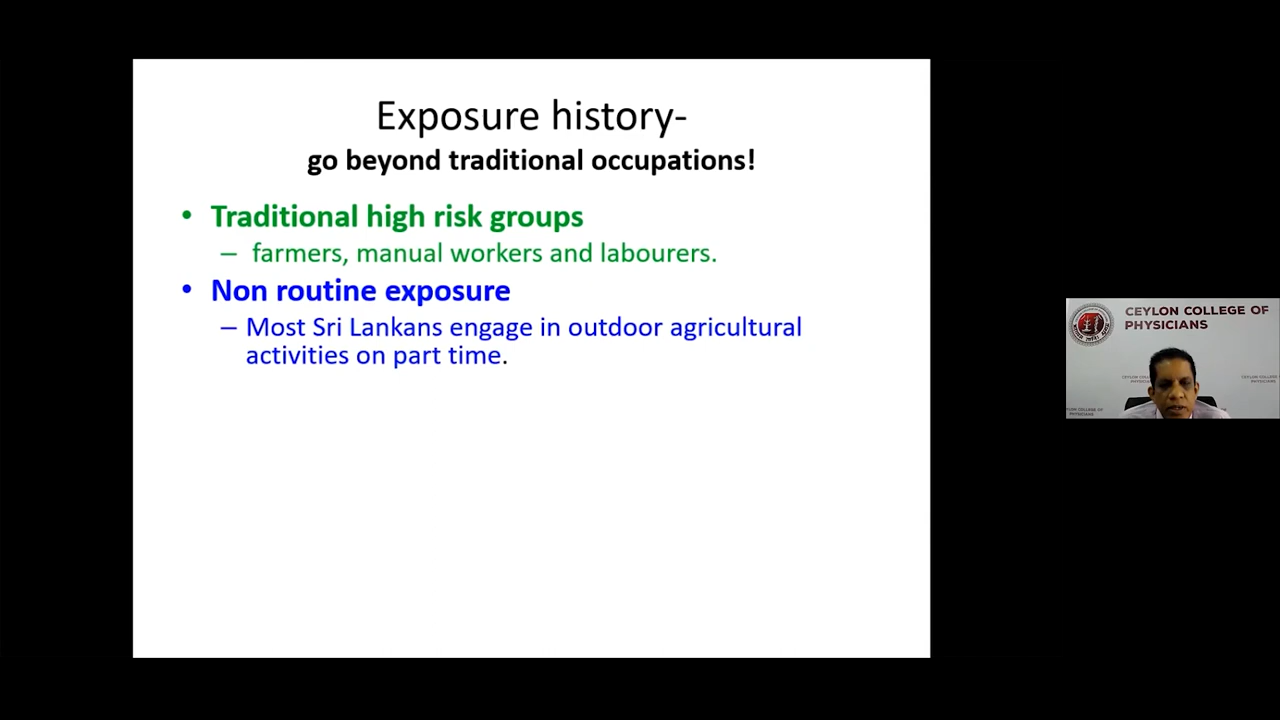 Exposure history-
go beyond traditional occupations!
• Traditional high risk groups
– farmers, manual workers and labourers.
• Non routine exposure
– Most Sri Lankans engage in outdoor agricultural
activities on part time.
CEYLON COLLEGE OF
PHYSICIANS